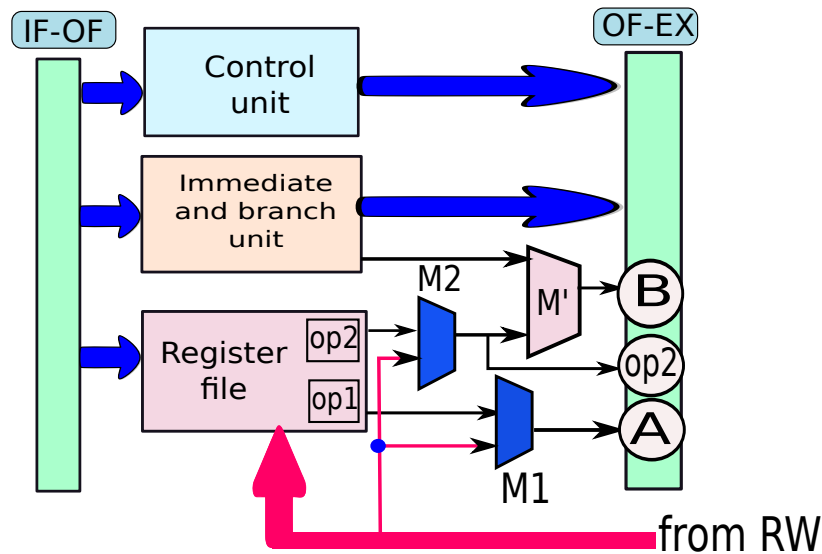 IF-OF
OF-EX
Control
unit
Immediate
and branch
unit
M2
M'
B
Register
file
op2
op2
op1
A
M1
from RW